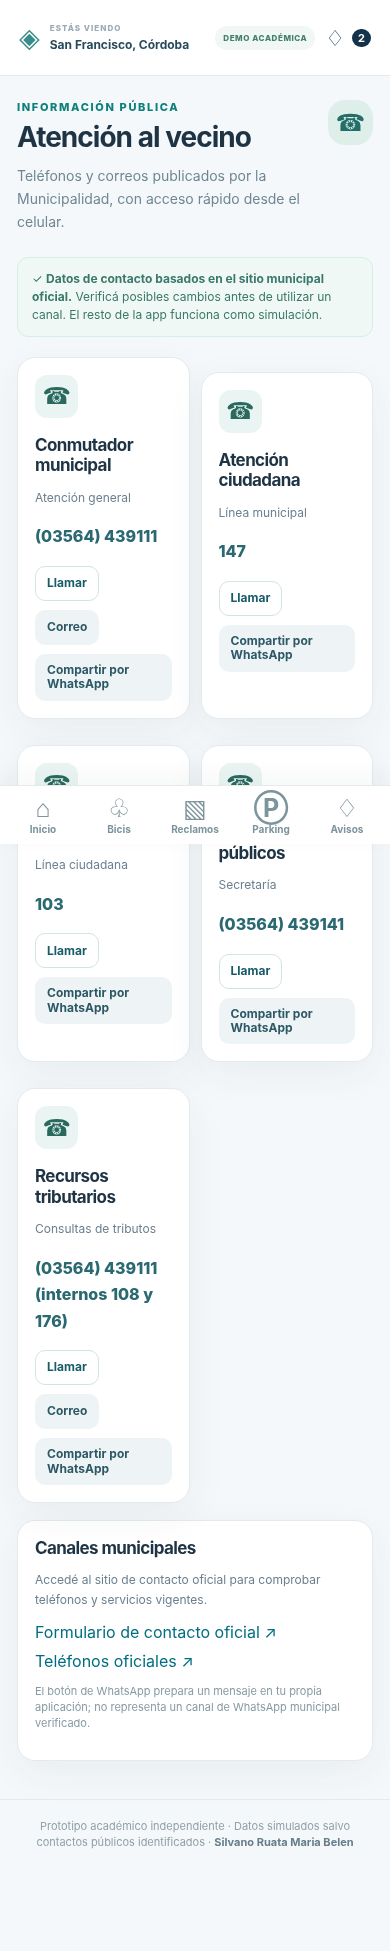 ESTÁS VIENDO
San Francisco, Córdoba
DEMO ACADÉMICA
2
INFORMACIÓN PÚBLICA
Atención al vecino
Teléfonos y correos publicados por la
Municipalidad, con acceso rápido desde el
celular.
✓ Datos de contacto basados en el sitio municipal
oficial. Verificá posibles cambios antes de utilizar un
canal. El resto de la app funciona como simulación.
Conmutador
municipal
Atención general
(03564) 439111
Llamar
Correo
Compartir por
WhatsApp
Atención
ciudadana
Línea municipal
147
Llamar
Compartir por
WhatsApp
Inicio
Bicis
Reclamos
P
Parking
Avisos
Línea ciudadana
103
Llamar
Compartir por
WhatsApp
públicos
Secretaría
(03564) 439141
Llamar
Compartir por
WhatsApp
Recursos
tributarios
Consultas de tributos
(03564) 439111
(internos 108 y
176)
Llamar
Correo
Compartir por
WhatsApp
Canales municipales
Accedé al sitio de contacto oficial para comprobar
teléfonos y servicios vigentes.
Formulario de contacto oficial ↗
Teléfonos oficiales ↗
El botón de WhatsApp prepara un mensaje en tu propia
aplicación; no representa un canal de WhatsApp municipal
verificado.
Prototipo académico independiente · Datos simulados salvo
contactos públicos identificados · Silvano Ruata Maria Belen